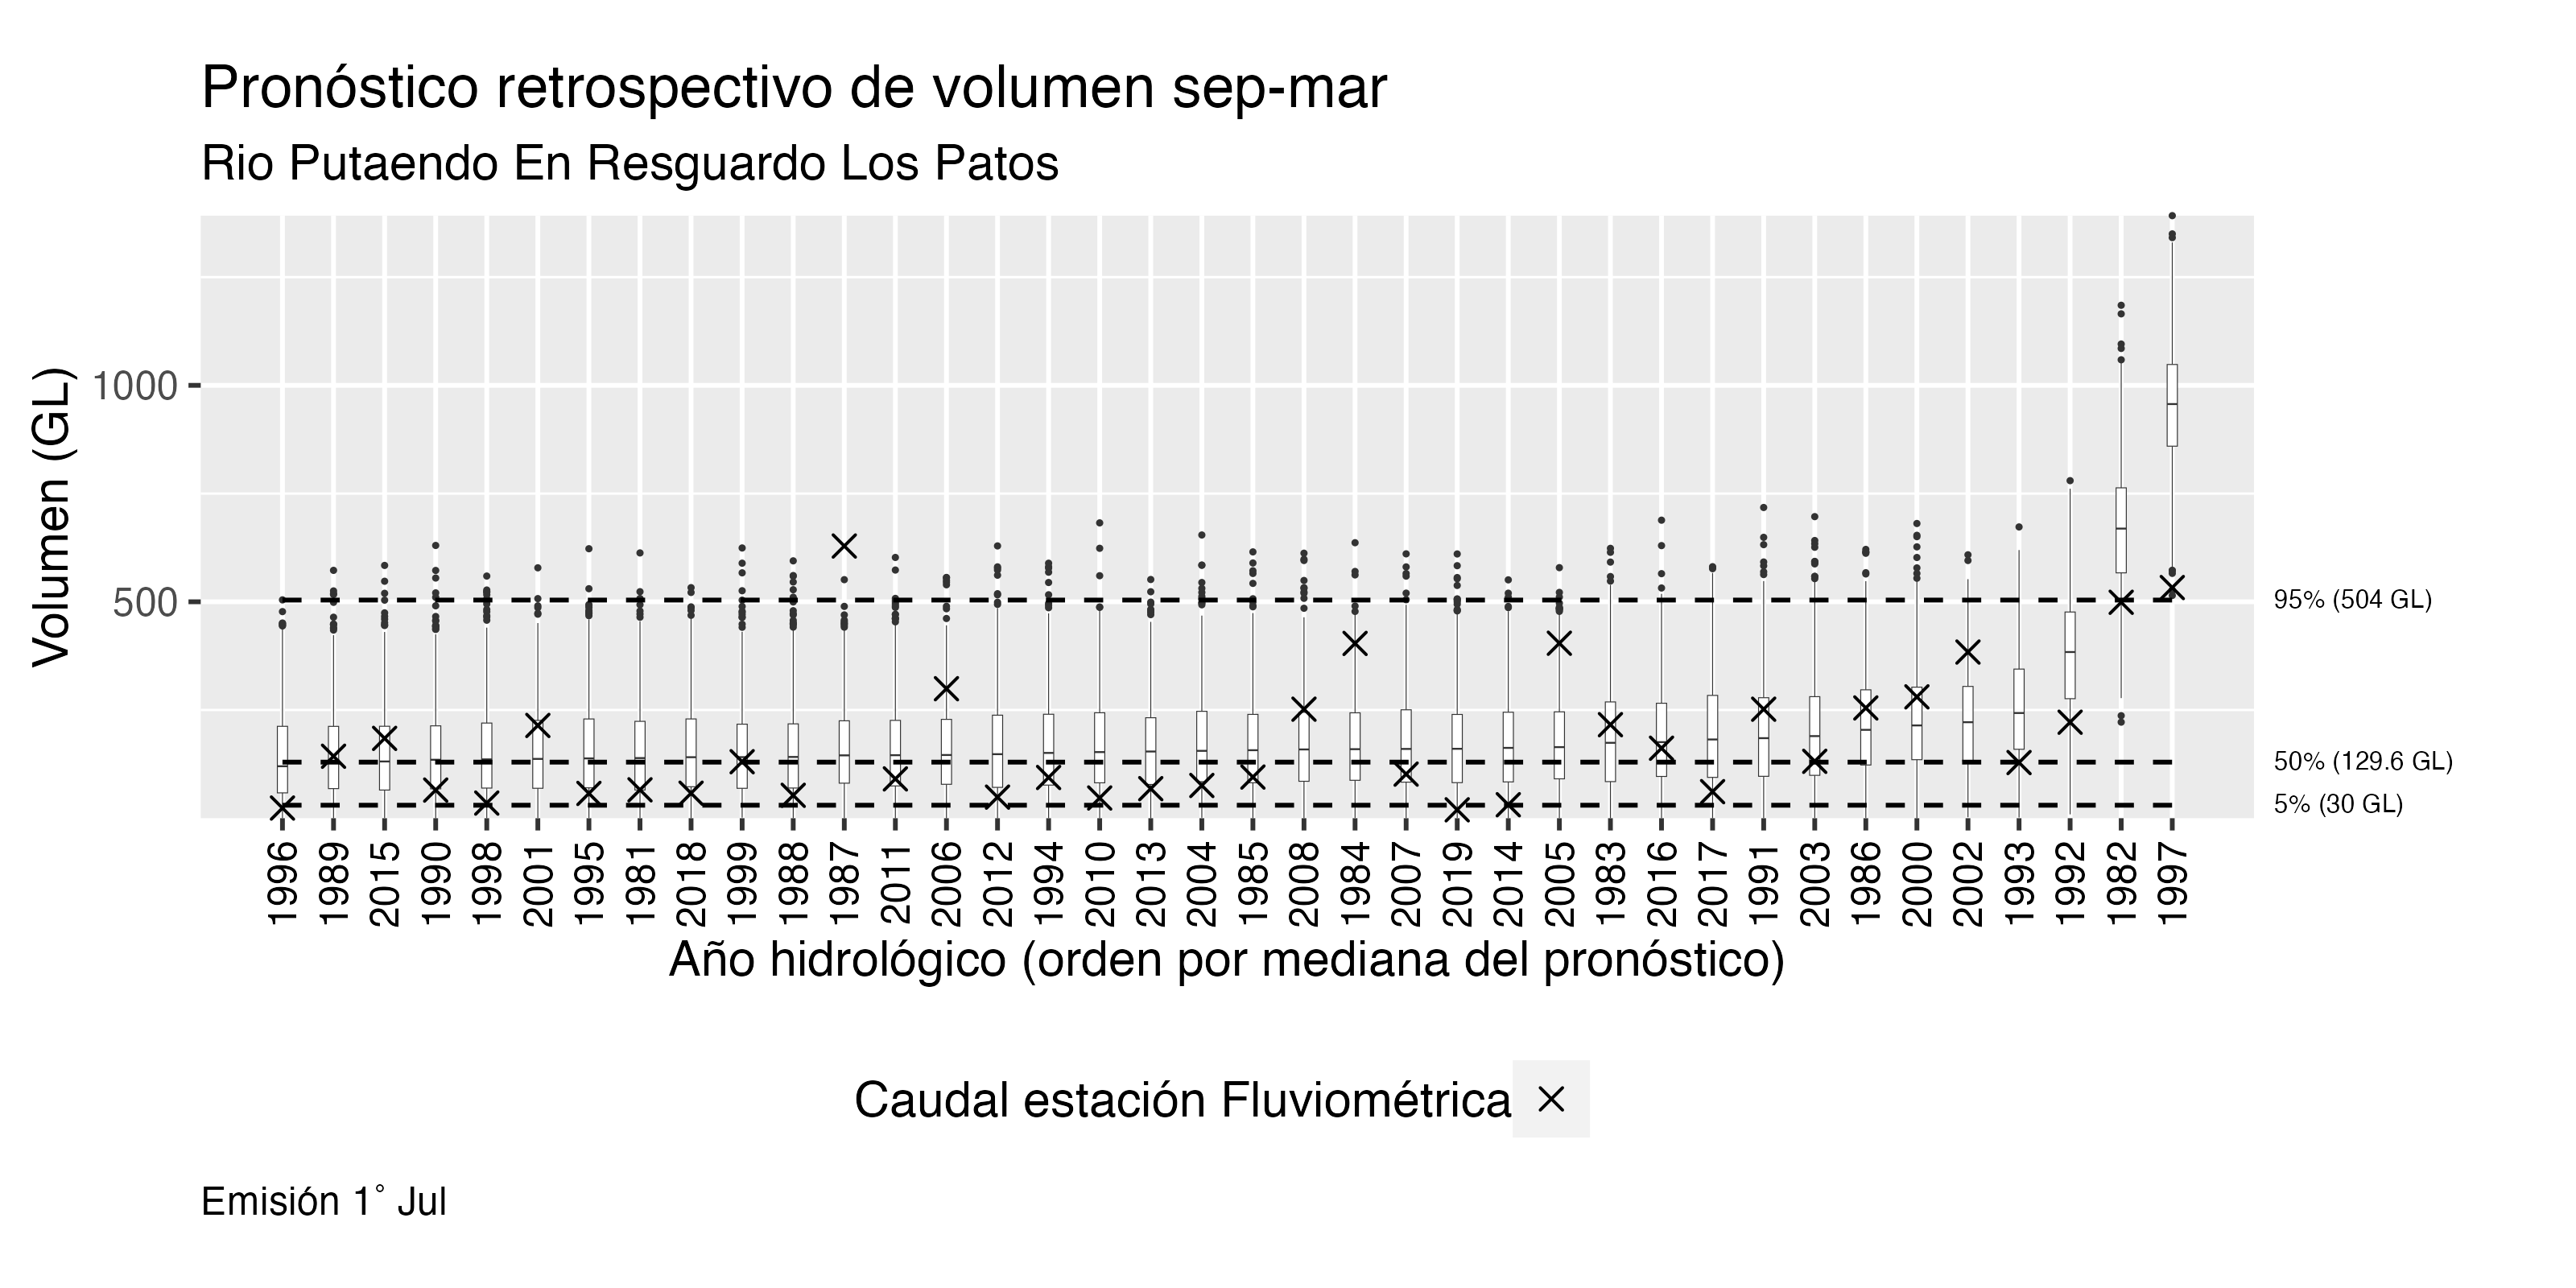 Pronóstico retrospectivo de volumen sep-mar
Rio Putaendo En Resguardo Los Patos
Volumen (GL)
1000
500
95% (504 GL)
50% (129.6 GL)
5% (30 GL)
1996 1989 2015 1990 1998 2001 1995 1981 2018 1999 1988 1987 2011 2006 2012 1994 2010 2013 2004 1985 2008 1984 2007 2019 2014 2005 1983 2016 2017 1991 2003 1986 2000 2002 1993 1992 1982 1997
Año hidrológico (orden por mediana del pronóstico)
Caudal estación Fluviométrica
Emisión 1° Jul